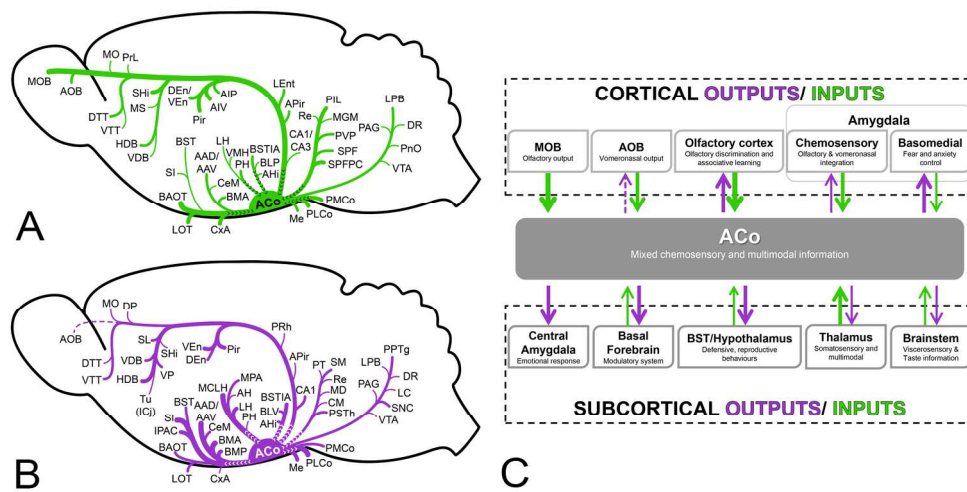 MOB
AOB
MO
PrL
DTT
VTT
SHi
MS
HDB
VDB
DEn/
VEn
AIP
AIV
Pir
LEnt
APir
CA1/
CA3
PIL
Re
MGM
PVP
SPF
SPFPC
LPB
PAG
DR
PnO
VTA
BST
SI
BAOT
LOT
AAD/
AAV
CeM
BMA
CxA
LH
VMH
PH
BSTIA
BLP
AHi
ACo
Me
PLCo
PMCo
A
MO
DP
AOB
DTT
VTT
SL
VDB
HDB
SHi
VP
Tu
(ICj)
VEn
DEn
Pir
PRh
APir
CA1
PT
SM
Re
MD
CM
PSTh
PPTg
LPB
PAG
DR
LC
SNC
VTA
BST
SI
IPAC
BAOT
LOT
AAD/
AAV
CeM
BMA
BMP
CxA
MCLH
MPA
AH
LH
PH
BSTIA
BLV
AHi
ACo
Me
PLCo
PMCo
B
CORTICAL OUTPUTS/ INPUTS
Amygdala
MOB
Olfactory output
AOB
Vomeronasal output
Olfactory cortex
Olfactory discrimination and
associative learning
Chemosensory
Olfactory & vomeronasal
integration
Basomedial
Fear and anxiety
control
ACo
Mixed chemosensory and multimodal information
Central
Amygdala
Emotional response
Basal
Forebrain
Modulatory system
BST/Hypothalamus
Defensive, reproductive
behaviours
Thalamus
Somatosensory and
multimodal
Brainstem
Viscerosensory &
Taste information
SUBCORTICAL OUTPUTS/ INPUTS
C